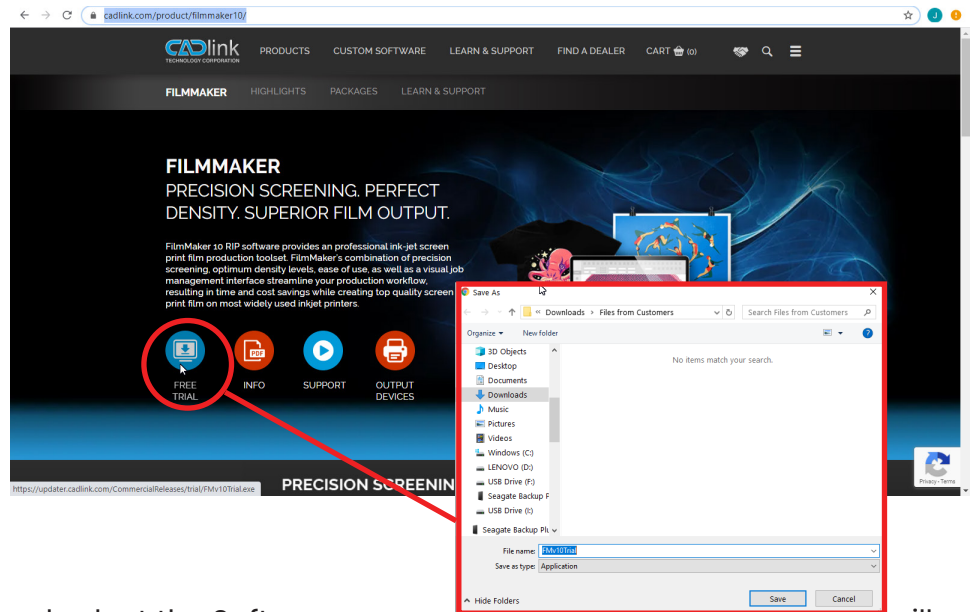 cadlink.com/product/filmmaker10/
J
CADlink
TECHNOLOGY CORPORATION
PRODUCTS CUSTOM SOFTWARE LEARN & SUPPORT FIND A DEALER CART (0)
FILMMAKER HIGHLIGHTS PACKAGES LEARN & SUPPORT
FILMMAKER
PRECISION SCREENING. PERFECT
DENSITY. SUPERIOR FILM OUTPUT.
FilmMaker 10 RIP software provides an professional ink-jet screen
print film production toolset. FilmMaker's combination of precision
screening, optimum density levels, ease of use, as well as a visual job
management interface streamline your production workflow,
resulting in time and cost savings while creating top quality screen
print film on most widely used inkjet printers.
PDF
FREE TRIAL
INFO
SUPPORT
OUTPUT DEVICES
https://updater.cadlink.com/CommercialReleases/trial/FMv10Trial.exe
PRECISION SCREENIN
Privacy - Terms
Save As
« Downloads > Files from Customers
Search Files from Customers
Organize New folder
3D Objects
Desktop
Documents
Downloads
Music
Pictures
Videos
Windows (C:)
LENOVO (D:)
USB Drive (F:)
Seagate Backup P
USB Drive (I:)
Seagate Backup Plu
No items match your search.
File name: FMv10Trial
Save as type: Application
Hide Folders
Save Cancel